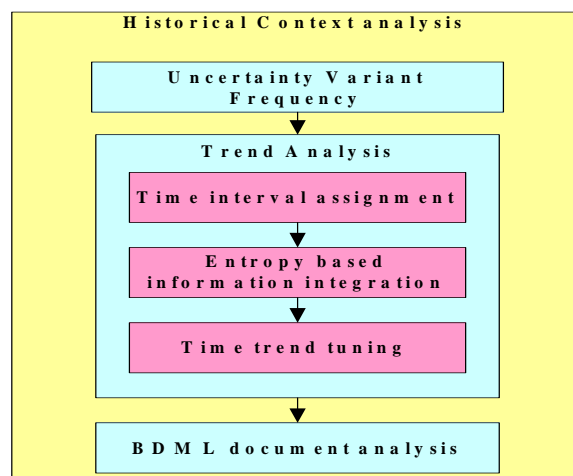 Historical Context analysis
Uncertainty Variant
Frequency
Trend Analysis
Time interval assignment
Entropy based
information integration
Time trend tuning
BDML document analysis